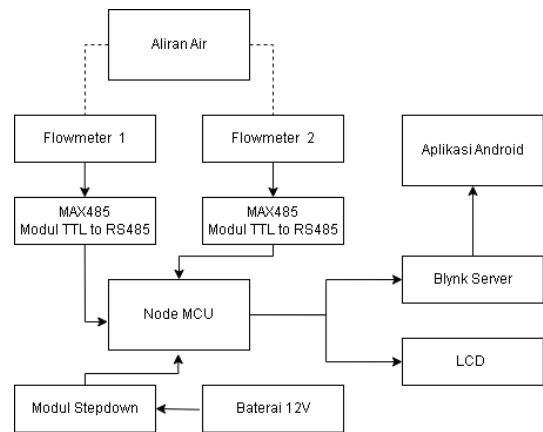 Aliran Air
Flowmeter 1
Flowmeter 2
Aplikasi Android
MAX485
Modul TTL to RS485
MAX485
Modul TTL to RS485
Node MCU
Blynk Server
LCD
Modul Stepdown
Baterai 12V